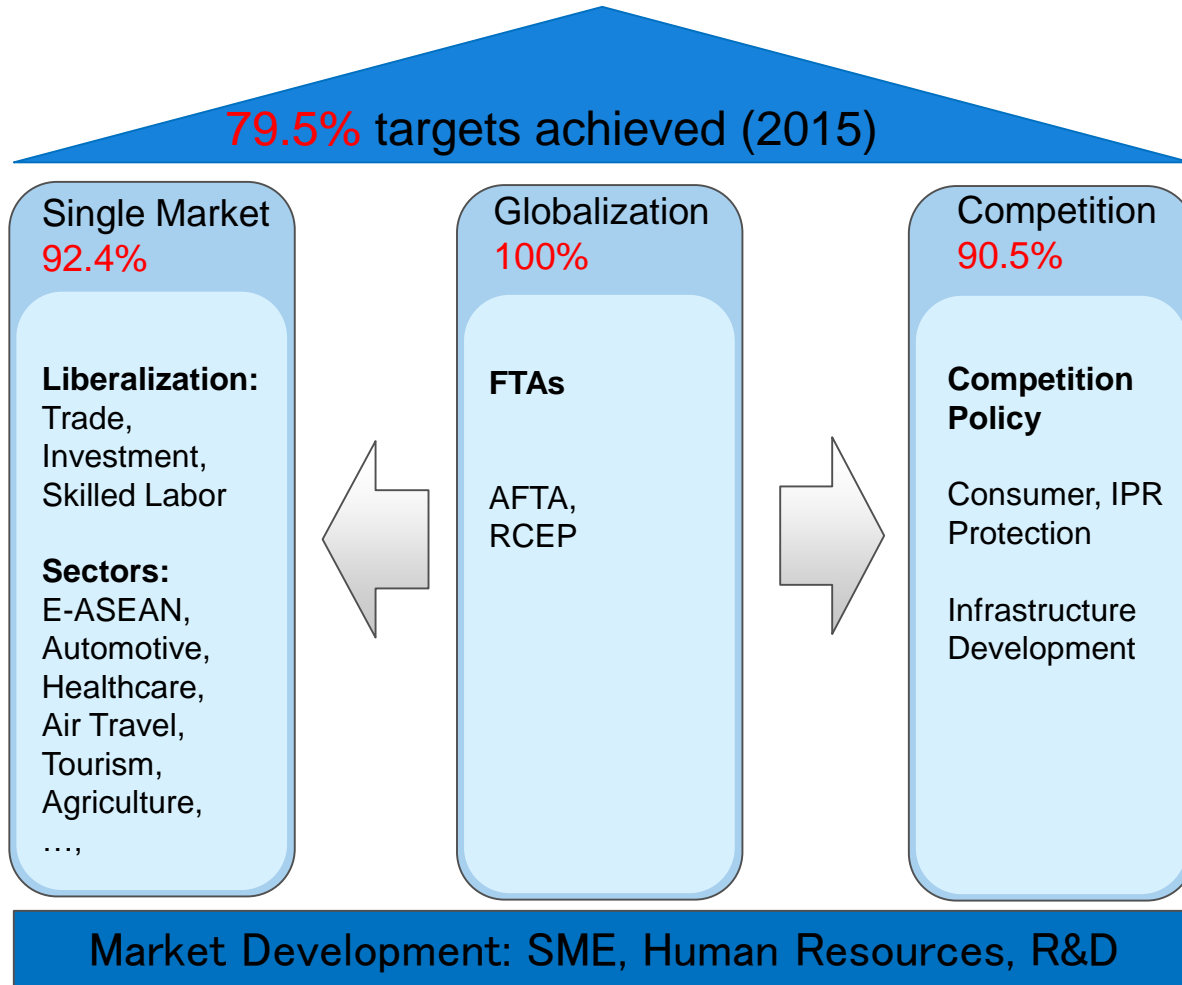 79.5% targets achieved (2015)
Single Market
92.4%
Liberalization:
Trade,
Investment,
Skilled Labor
Sectors:
E-ASEAN,
Automotive,
Healthcare,
Air Travel,
Tourism,
Agriculture,
…,
Globalization
100%
FTAs
AFTA,
RCEP
Competition
90.5%
Competition
Policy
Consumer, IPR
Protection
Infrastructure
Development
Market Development: SME, Human Resources, R&D